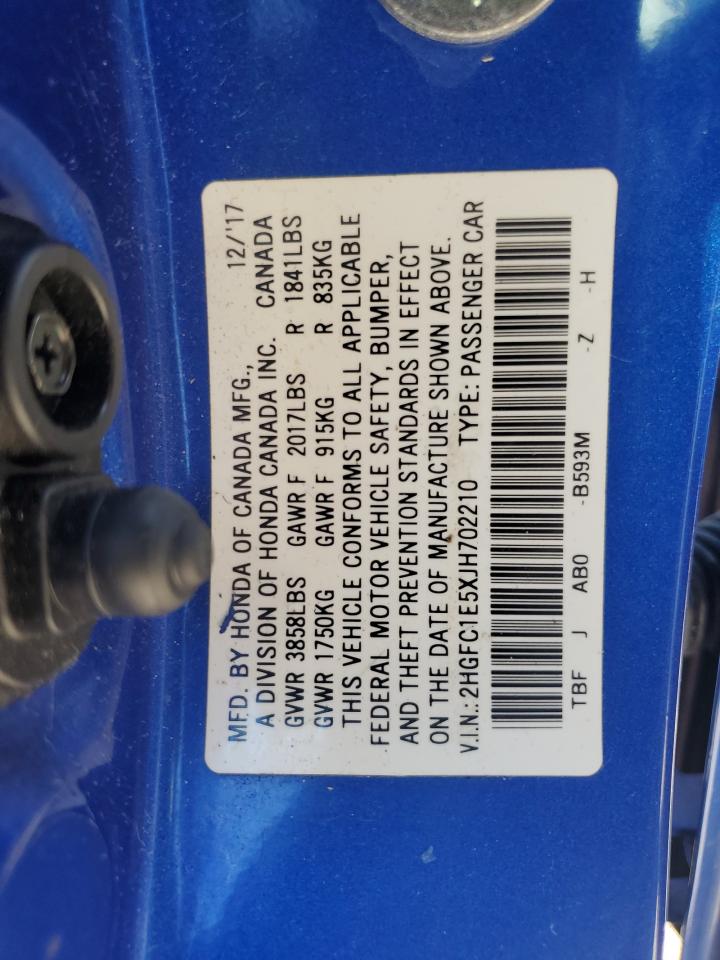 MFD. BY HONDA OF CANADA MFG., 12/'17
A DIVISION OF HONDA CANADA INC. CANADA
GVWR 3858LBS GAWR F 2017LBS R 1841LBS
GVWR 1750KG GAWR F 915KG R 835KG
THIS VEHICLE CONFORMS TO ALL APPLICABLE
FEDERAL MOTOR VEHICLE SAFETY, BUMPER,
AND THEFT PREVENTION STANDARDS IN EFFECT
ON THE DATE OF MANUFACTURE SHOWN ABOVE.
V.I.N.: 2HGFC1E5XJH702210 TYPE: PASSENGER CAR
TBF J AB0 -B593M -Z -H